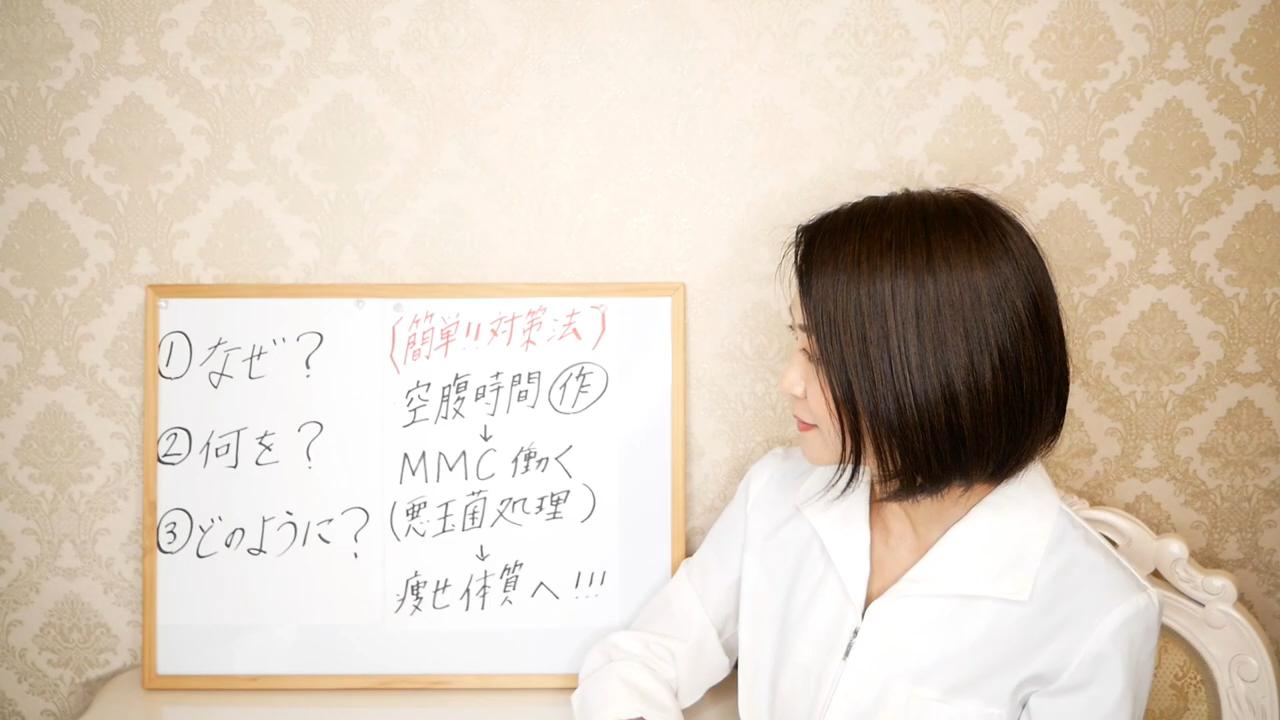 ①なぜ?
②何を?
③どのように?
(簡単!!対策法)
空腹時間作
↓
MMC働く
(悪玉菌処理)
↓
痩せ体質へ!!!